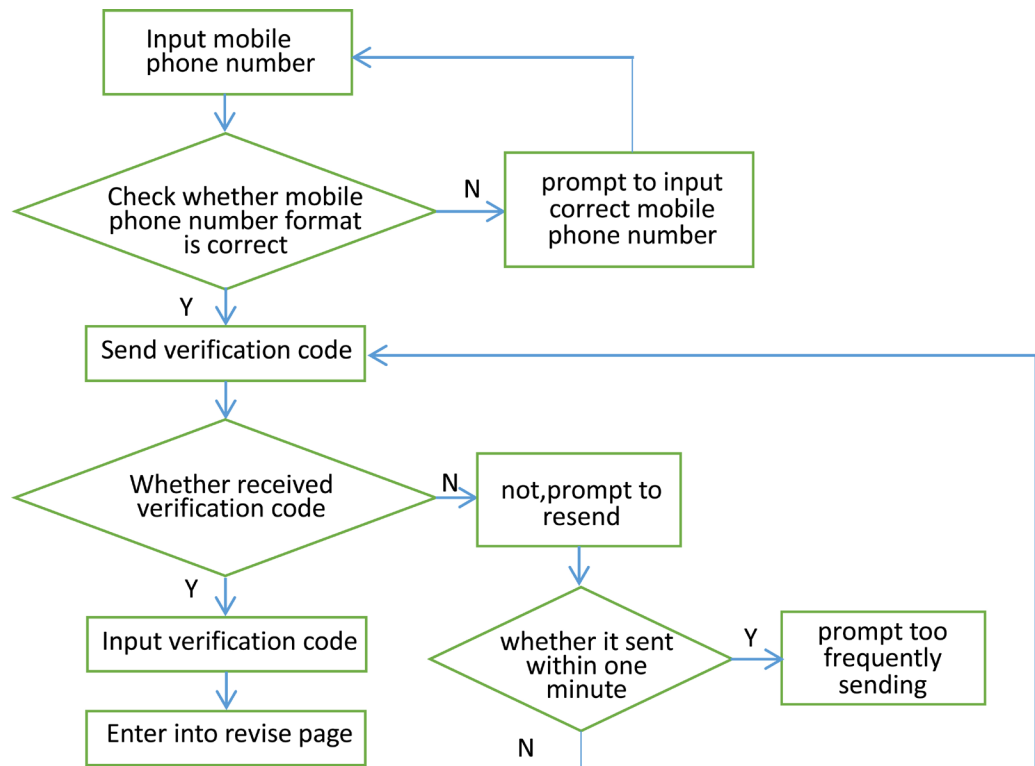 Input mobile
phone number
Check whether mobile
phone number format
is correct
N
prompt to input
correct mobile
phone number
Y
Send verification code
Whether received
verification code
N
not,prompt to
resend
Y
Input verification code
whether it sent
within one
minute
Y
prompt too
frequently
sending
Enter into revise page
N